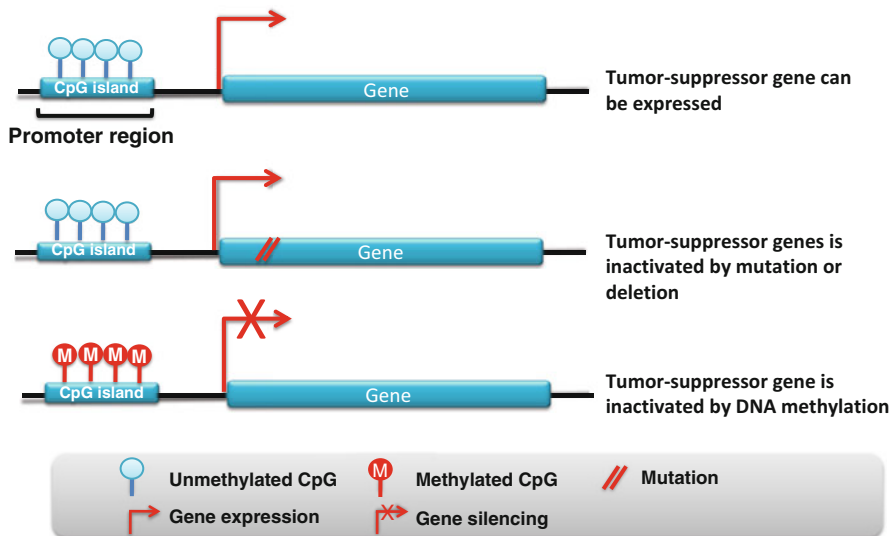 CpG island
Gene
Tumor-suppressor gene can
be expressed
Promoter region
CpG island
Gene
Tumor-suppressor genes is
inactivated by mutation or
deletion
M M M M
CpG island
Gene
Tumor-suppressor gene is
inactivated by DNA methylation
Unmethylated CpG
M
Methylated CpG
Mutation
Gene expression
Gene silencing